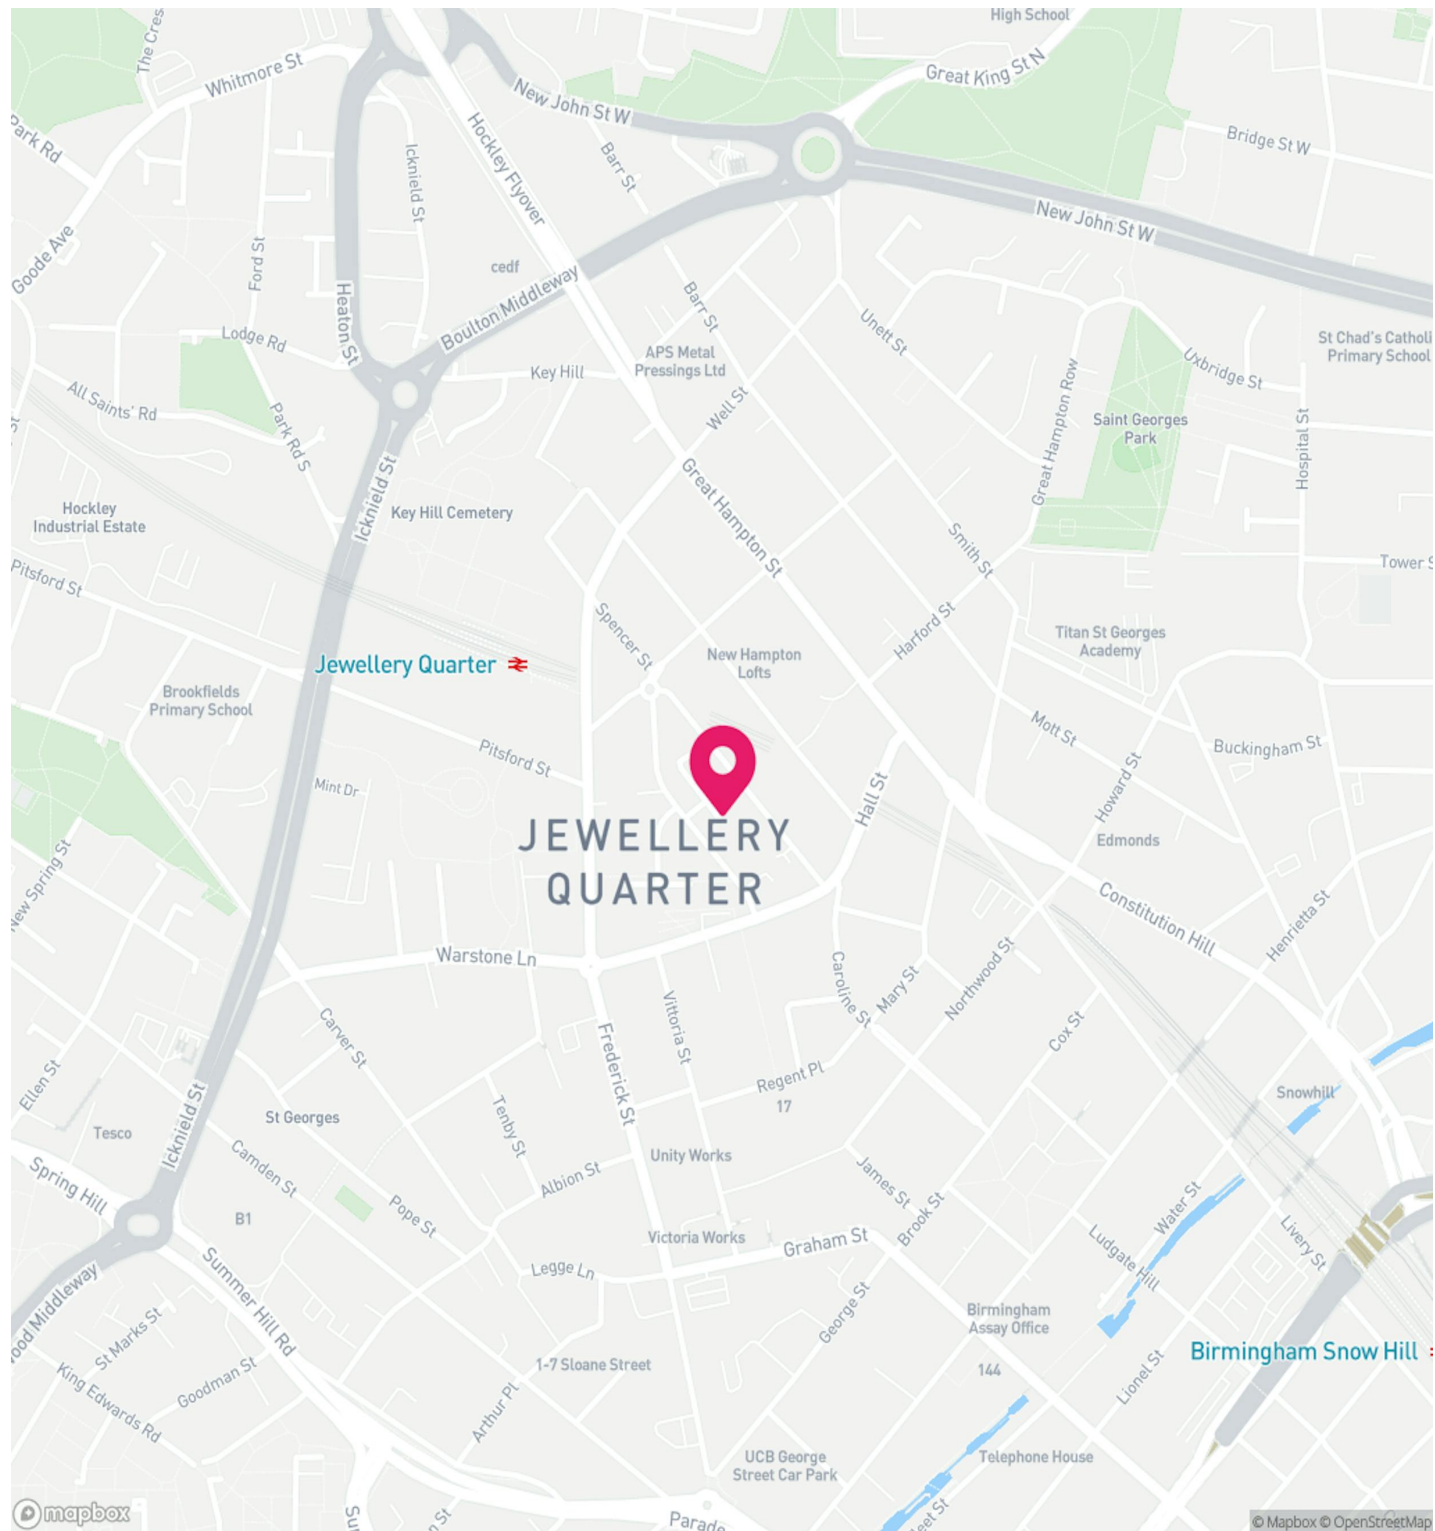 High School
The Cres
Whitmore St
Great King St N
New John St W
Park Rd
Hockley Flyover
Icknield St
Barr St
Bridge St W
New John St W
Goode Ave
Ford St
cedf
Heaton St
Boulton Middleway
Barr St
Unett St
Lodge Rd
St Chad's Catholi
Primary School
APS Metal
Pressings Ltd
Uxbridge St
Key Hill
All Saints' Rd
Well St
Great Hampton Row
Saint Georges
Park
Park Rd S
Hospital St
Icknield St
Great Hampton St
Hockley
Industrial Estate
Key Hill Cemetery
Smith St
Tower S
Pitsford St
Spencer St
Harford St
Titan St Georges
Academy
New Hampton
Lofts
Jewellery Quarter
Brookfields
Primary School
Mott St
Buckingham St
Pitsford St
Mint Dr
Howard St
Hall St
JEWELLERY
QUARTER
Edmonds
New Spring St
Constitution Hill
Henrietta St
Warstone Ln
Caroline St
Mary St
Northwood St
Vittoria St
Carver St
Cox St
Frederick St
Ellen St
Regent Pl
17
Snowhill
St Georges
Tesco
Tenby St
Icknield St
Unity Works
Camden St
Albion St
James St
Spring Hill
Brook St
Water St
B1
Pope St
Victoria Works
Graham St
Livery St
Ludgate Hill
Legge Ln
Summer Hill Rd
ood Middleway
George St
St Marks St
Birmingham
Assay Office
Birmingham Snow Hill
1-7 Sloane Street
144
Goodman St
Lionel St
King Edwards Rd
Arthur Pl
UCB George
Street Car Park
Telephone House
mapbox
Su
n St
Parade
eet St
© Mapbox © OpenStreetMap